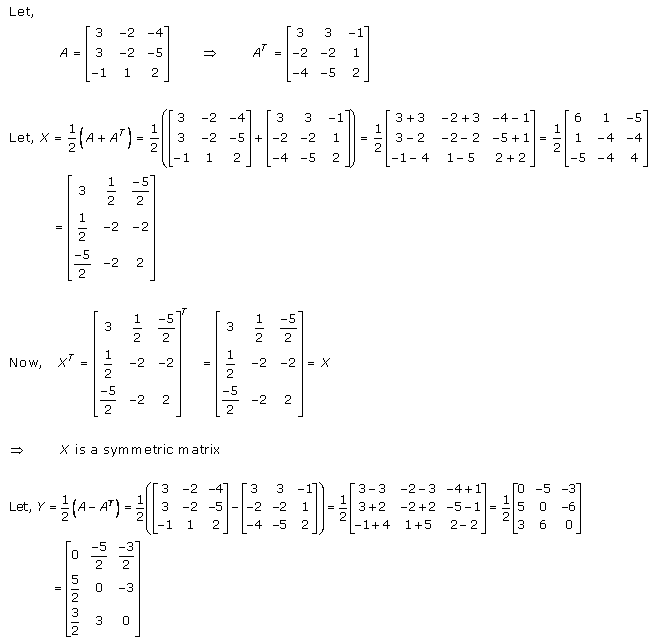 Let,
A = [3 -2 -4; 3 -2 -5; -1 1 2] ⇒ A^T = [3 3 -1; -2 -2 1; -4 -5 2]
Let, X = 1/2 (A + A^T) = 1/2 ([3 -2 -4; 3 -2 -5; -1 1 2] + [3 3 -1; -2 -2 1; -4 -5 2]) = 1/2 [3+3 -2+3 -4-1; 3-2 -2-2 -5+1; -1-4 1-5 2+2] = 1/2 [6 1 -5; 1 -4 -4; -5 -4 4]
= [3 1/2 -5/2; 1/2 -2 -2; -5/2 -2 2]
Now, X^T = [3 1/2 -5/2; 1/2 -2 -2; -5/2 -2 2]^T = [3 1/2 -5/2; 1/2 -2 -2; -5/2 -2 2] = X
⇒ X is a symmetric matrix
Let, Y = 1/2 (A - A^T) = 1/2 ([3 -2 -4; 3 -2 -5; -1 1 2] - [3 3 -1; -2 -2 1; -4 -5 2]) = 1/2 [3-3 -2-3 -4+1; 3+2 -2+2 -5-1; -1+4 1+5 2-2] = 1/2 [0 -5 -3; 5 0 -6; 3 6 0]
= [0 -5/2 -3/2; 5/2 0 -3; 3/2 3 0]